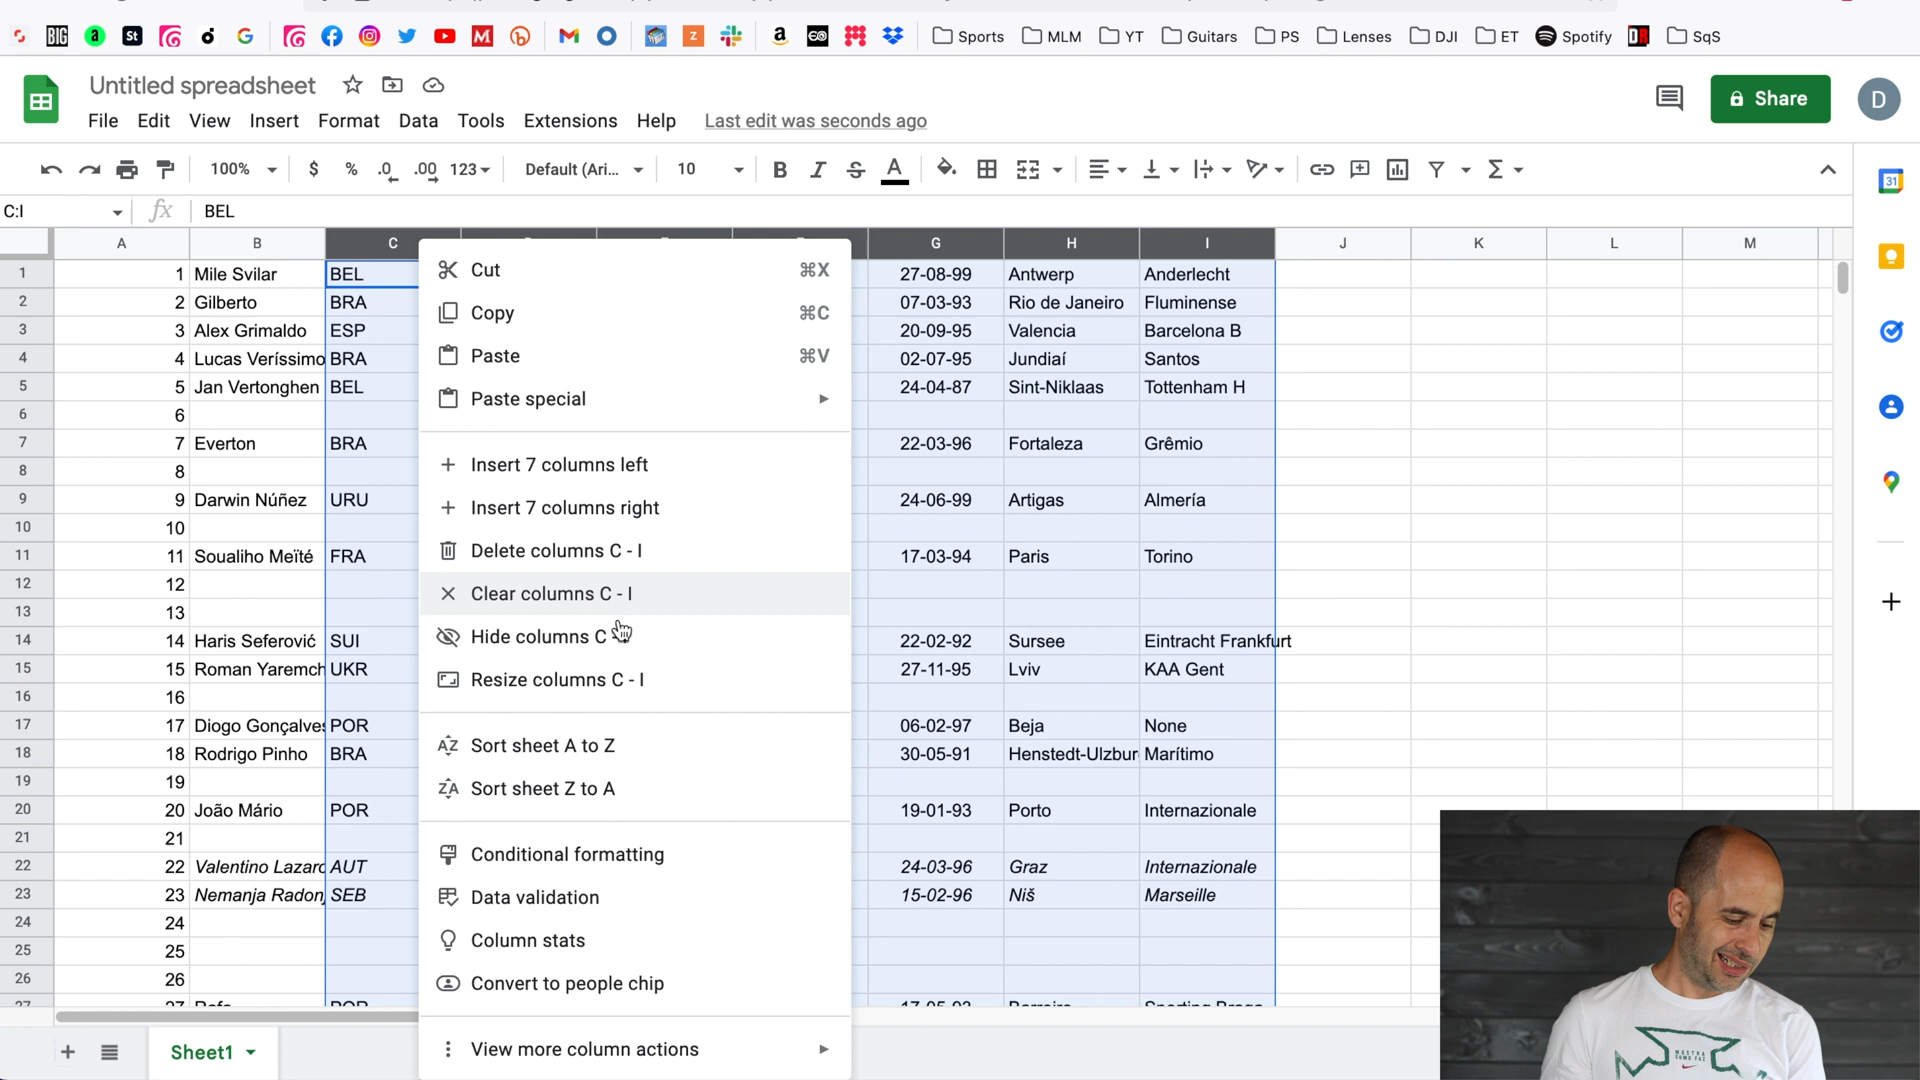 Sports MLM YT Guitars PS Lenses DJI ET Spotify SqS
Untitled spreadsheet
Share
D
File Edit View Insert Format Data Tools Extensions Help Last edit was seconds ago
100% $ % .0 .00 123 Default (Ari... 10 B I S A
C:I fx BEL
A B C G H I J K L M
1 1 Mile Svilar BEL 27-08-99 Antwerp Anderlecht
2 2 Gilberto BRA 07-03-93 Rio de Janeiro Fluminense
3 3 Alex Grimaldo ESP 20-09-95 Valencia Barcelona B
4 4 Lucas Veríssimo BRA 02-07-95 Jundiaí Santos
5 5 Jan Vertonghen BEL 24-04-87 Sint-Niklaas Tottenham H
6 6
7 7 Everton BRA 22-03-96 Fortaleza Grêmio
8 8
9 9 Darwin Núñez URU 24-06-99 Artigas Almería
10 10
11 11 Soualiho Meïté FRA 17-03-94 Paris Torino
12 12
13 13
14 14 Haris Seferović SUI 22-02-92 Sursee Eintracht Frankfurt
15 15 Roman Yaremch UKR 27-11-95 Lviv KAA Gent
16 16
17 17 Diogo Gonçalves POR 06-02-97 Beja None
18 18 Rodrigo Pinho BRA 30-05-91 Henstedt-Ulzbur Marítimo
19 19
20 20 João Mário POR 19-01-93 Porto Internazionale
21 21
22 22 Valentino Lazaro AUT 24-03-96 Graz Internazionale
23 23 Nemanja Radonj SEB 15-02-96 Niš Marseille
24 24
25 25
26 26
Cut ⌘X
Copy ⌘C
Paste ⌘V
Paste special
Insert 7 columns left
Insert 7 columns right
Delete columns C - I
Clear columns C - I
Hide columns C
Resize columns C - I
Sort sheet A to Z
Sort sheet Z to A
Conditional formatting
Data validation
Column stats
Convert to people chip
View more column actions
Sheet1
31